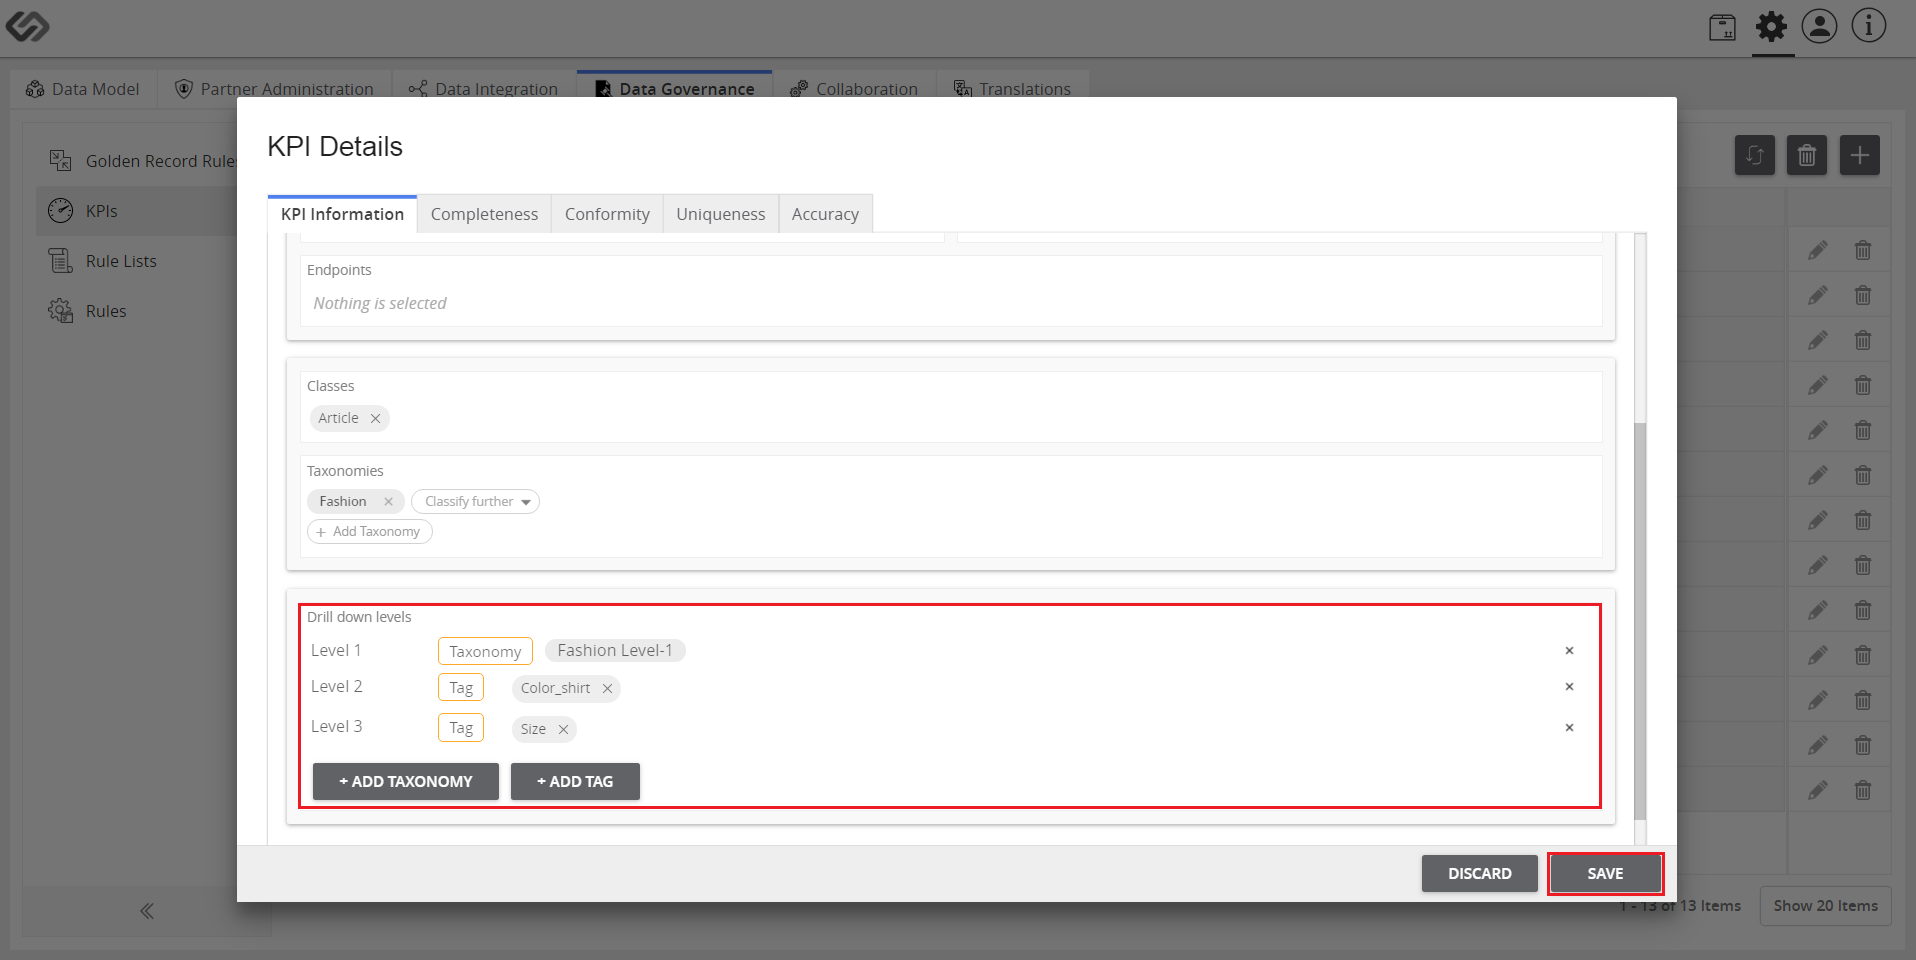 Data Model
Partner Administration
Data Integration
Data Governance
Collaboration
Translations
Golden Record Rules
KPIs
Rule Lists
Rules
KPI Details
KPI Information
Completeness
Conformity
Uniqueness
Accuracy
Endpoints
Nothing is selected
Classes
Article
Taxonomies
Fashion
Classify further
+ Add Taxonomy
Drill down levels
Level 1 Taxonomy Fashion Level-1
Level 2 Tag Color_shirt
Level 3 Tag Size
+ ADD TAXONOMY
+ ADD TAG
DISCARD
SAVE
1 - 13 of 13 Items
Show 20 Items